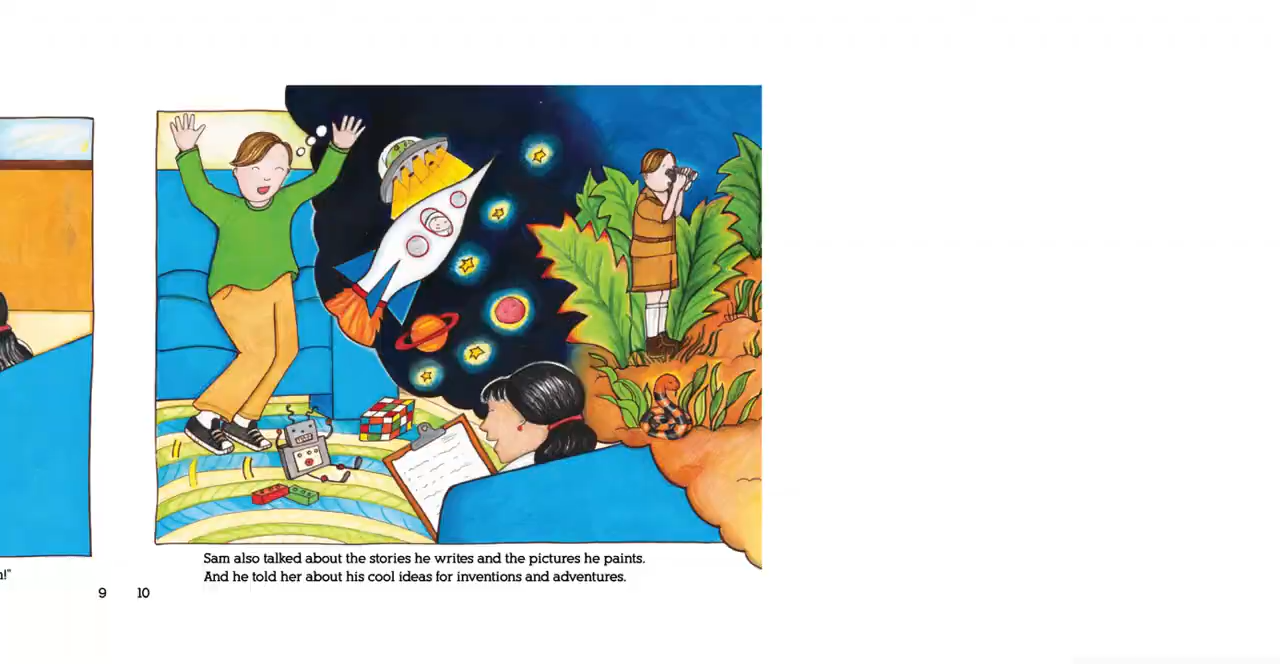 n!"
Sam also talked about the stories he writes and the pictures he paints.
And he told her about his cool ideas for inventions and adventures.
9
10